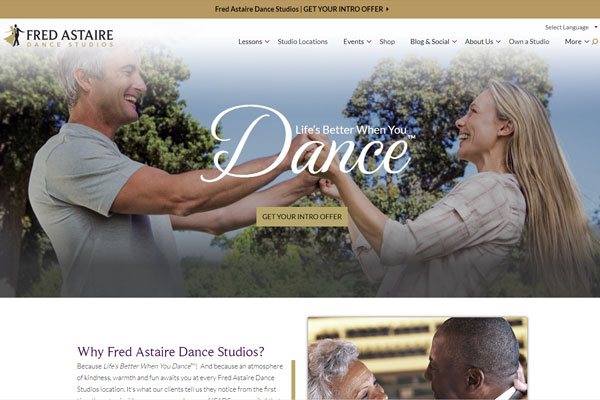 Fred Astaire Dance Studios | GET YOUR INTRO OFFER
Select Language
FRED ASTAIRE
DANCE STUDIOS
Lessons Studio Locations Events Shop Blog & Social About Us Own a Studio More
Life's Better When You
Dance™
GET YOUR INTRO OFFER
Why Fred Astaire Dance Studios?
Because Life's Better When You Dance™! And because an atmosphere
of kindness, warmth and fun awaits you at every Fred Astaire Dance
Studios location. It's what our clients tell us they notice from the first